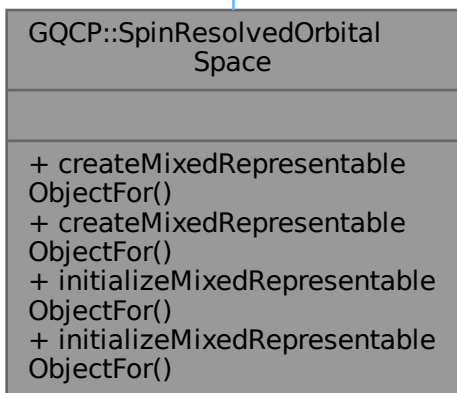 GQCP::SpinResolvedOrbital
Space
+ createMixedRepresentable
ObjectFor()
+ createMixedRepresentable
ObjectFor()
+ initializeMixedRepresentable
ObjectFor()
+ initializeMixedRepresentable
ObjectFor()